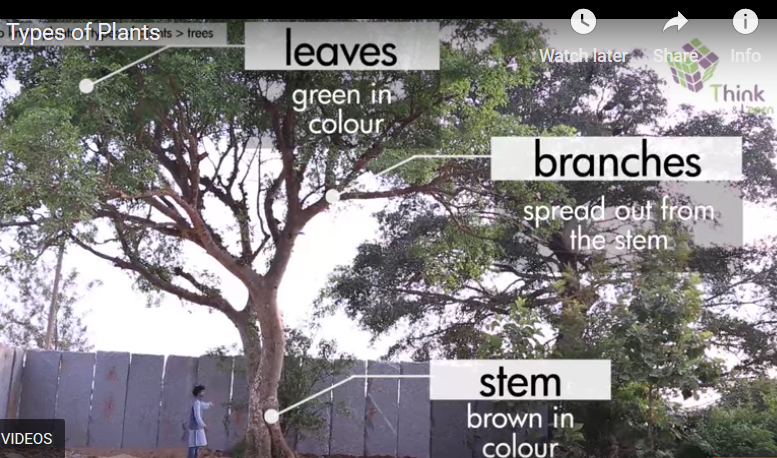 Types of Plants
ts > trees
Watch later
Share
Info
Think
leaves
green in
colour
branches
spread out from
the stem
stem
brown in
colour
VIDEOS